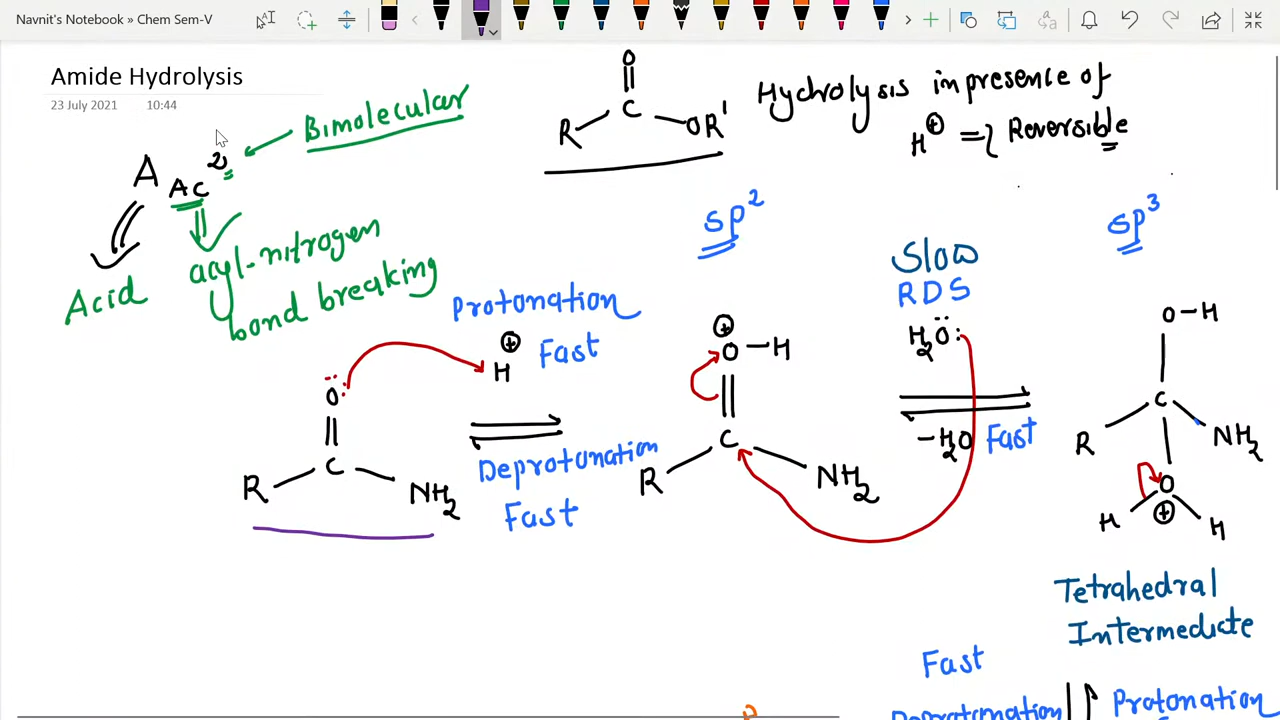 Navnit's Notebook » Chem Sem-V
Amide Hydrolysis
23 July 2021 10:44
A AC 2
Bimolecular
Acid
acyl-nitrogen
bond breaking
O
R C OR'
Hydrolysis in presence of
H⊕ => Reversible
sp2
sp3
Slow
RDS
Protonation
H⊕ Fast
Deprotonation
Fast
O
C
R NH2
⊕
O-H
C
R NH2
H2O:
-H2O Fast
O-H
C
R NH2
O
H ⊕ H
Tetrahedral
Intermediate
Fast
Deprotonation
Protonation